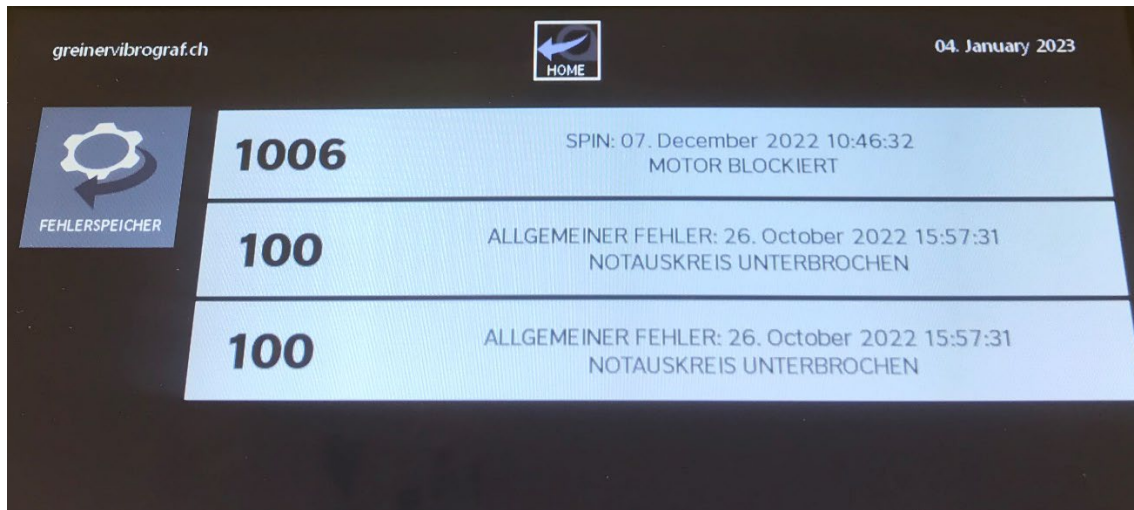 greinervibrograf.ch
HOME
04. January 2023
FEHLERSPEICHER
1006
SPIN: 07. December 2022 10:46:32
MOTOR BLOCKIERT
100
ALLGEMEINER FEHLER: 26. October 2022 15:57:31
NOTAUSKREIS UNTERBROCHEN
100
ALLGEMEINER FEHLER: 26. October 2022 15:57:31
NOTAUSKREIS UNTERBROCHEN